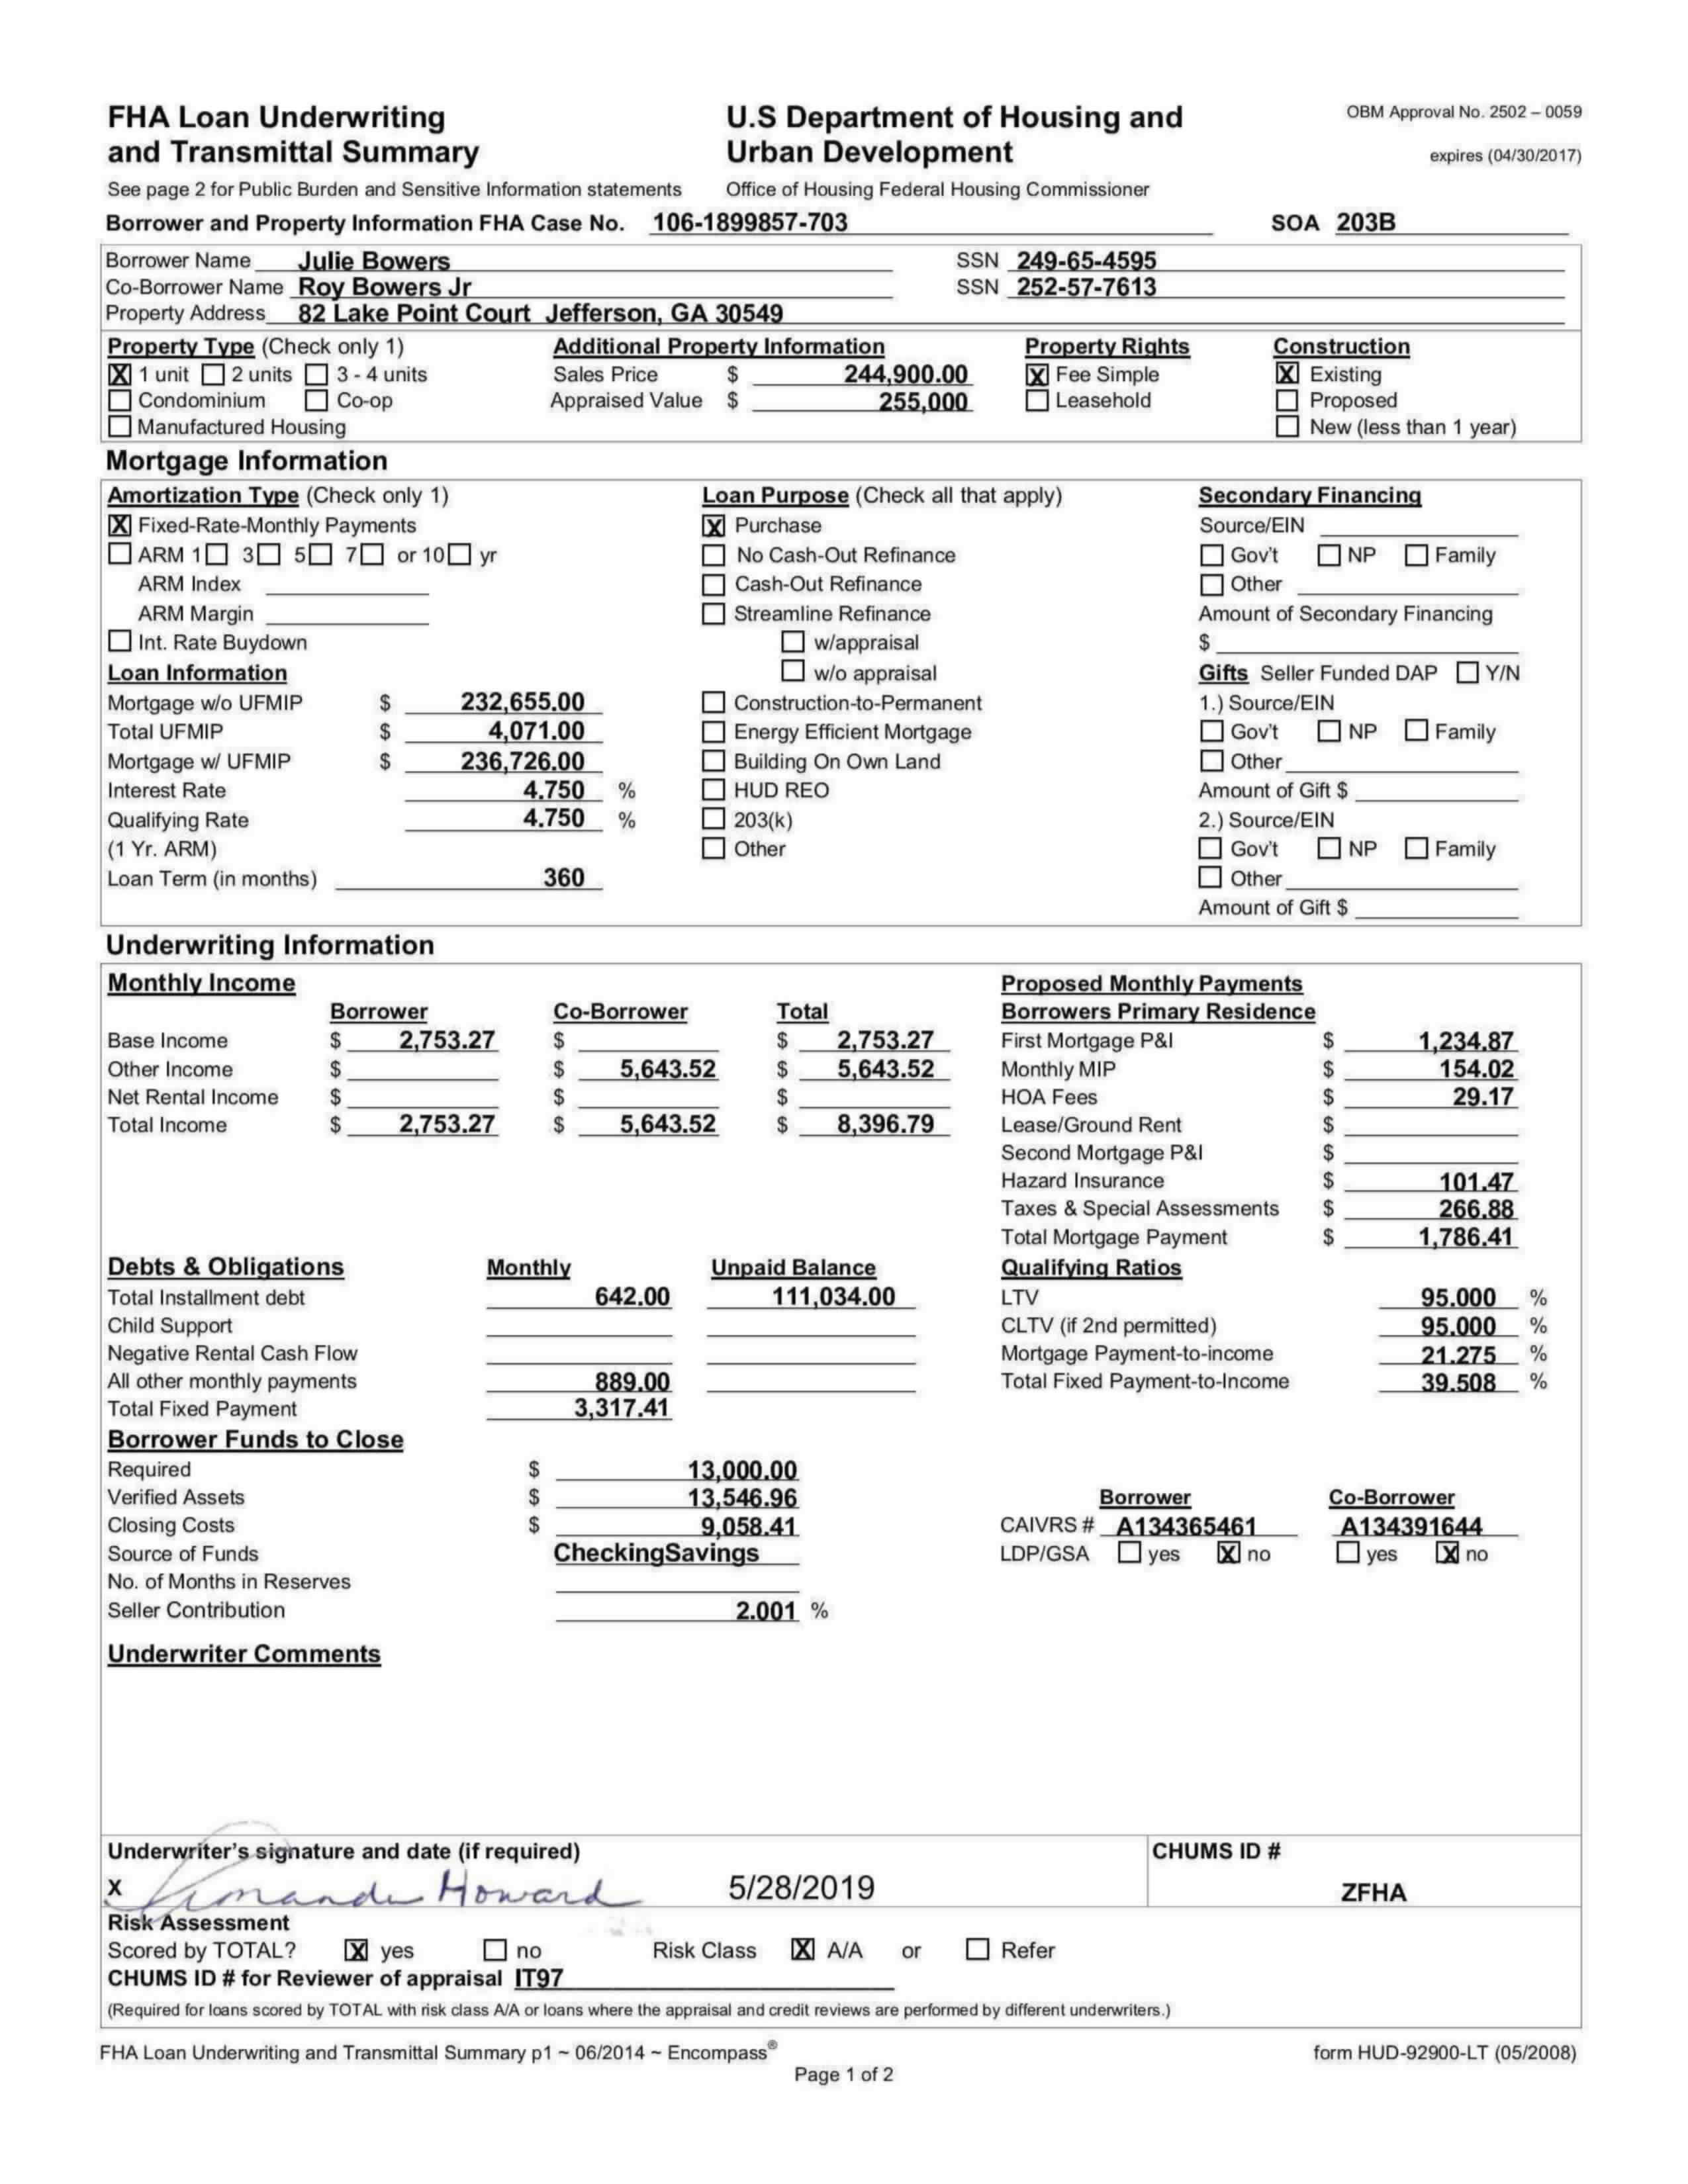 FHA Loan Underwriting and Transmittal Summary
U.S Department of Housing and Urban Development
OBM Approval No. 2502 – 0059
expires (04/30/2017)
See page 2 for Public Burden and Sensitive Information statements Office of Housing Federal Housing Commissioner
Borrower and Property Information FHA Case No. 106-1899857-703 SOA 203B
Borrower Name Julie Bowers SSN 249-65-4595
Co-Borrower Name Roy Bowers Jr SSN 252-57-7613
Property Address 82 Lake Point Court Jefferson, GA 30549
Property Type (Check only 1) Additional Property Information Property Rights Construction
X 1 unit 2 units 3 - 4 units Sales Price $ 244,900.00 X Fee Simple X Existing
Condominium Co-op Appraised Value $ 255,000 Leasehold Proposed
Manufactured Housing New (less than 1 year)
Mortgage Information
Amortization Type (Check only 1) Loan Purpose (Check all that apply) Secondary Financing
X Fixed-Rate-Monthly Payments X Purchase Source/EIN
ARM 1 3 5 7 or 10 yr No Cash-Out Refinance Gov't NP Family
ARM Index Cash-Out Refinance Other
ARM Margin Streamline Refinance Amount of Secondary Financing
Int. Rate Buydown w/appraisal $
Loan Information w/o appraisal Gifts Seller Funded DAP Y/N
Mortgage w/o UFMIP $ 232,655.00 Construction-to-Permanent 1.) Source/EIN
Total UFMIP $ 4,071.00 Energy Efficient Mortgage Gov't NP Family
Mortgage w/ UFMIP $ 236,726.00 Building On Own Land Other
Interest Rate 4.750 % HUD REO Amount of Gift $
Qualifying Rate 4.750 % 203(k) 2.) Source/EIN
(1 Yr. ARM) Other Gov't NP Family
Loan Term (in months) 360 Other
Amount of Gift $
Underwriting Information
Monthly Income Proposed Monthly Payments
Borrower Co-Borrower Total Borrowers Primary Residence
Base Income $ 2,753.27 $ $ 2,753.27 First Mortgage P&I $ 1,234.87
Other Income $ $ 5,643.52 $ 5,643.52 Monthly MIP $ 154.02
Net Rental Income $ $ $ HOA Fees $ 29.17
Total Income $ 2,753.27 $ 5,643.52 $ 8,396.79 Lease/Ground Rent $
Second Mortgage P&I $
Hazard Insurance $ 101.47
Taxes & Special Assessments $ 266.88
Total Mortgage Payment $ 1,786.41
Debts & Obligations Monthly Unpaid Balance Qualifying Ratios
Total Installment debt 642.00 111,034.00 LTV 95.000 %
Child Support CLTV (if 2nd permitted) 95.000 %
Negative Rental Cash Flow Mortgage Payment-to-income 21.275 %
All other monthly payments 889.00 Total Fixed Payment-to-Income 39.508 %
Total Fixed Payment 3,317.41
Borrower Funds to Close
Required $ 13,000.00
Verified Assets $ 13,546.96 Borrower Co-Borrower
Closing Costs $ 9,058.41 CAIVRS # A134365461 A134391644
Source of Funds CheckingSavings LDP/GSA yes X no yes X no
No. of Months in Reserves
Seller Contribution 2.001 %
Underwriter Comments
Underwriter's signature and date (if required) CHUMS ID #
X Howard 5/28/2019 ZFHA
Risk Assessment
Scored by TOTAL? X yes no Risk Class X A/A or Refer
CHUMS ID # for Reviewer of appraisal IT97
(Required for loans scored by TOTAL with risk class A/A or loans where the appraisal and credit reviews are performed by different underwriters.)
FHA Loan Underwriting and Transmittal Summary p1 ~ 06/2014 ~ Encompass® form HUD-92900-LT (05/2008)
Page 1 of 2